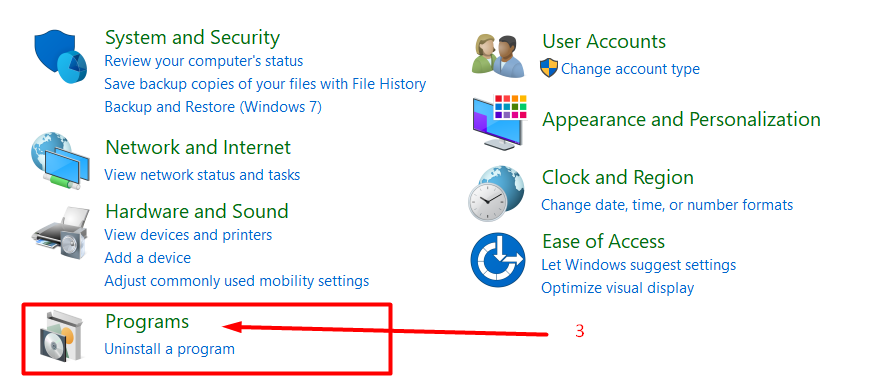 System and Security
Review your computer's status
Save backup copies of your files with File History
Backup and Restore (Windows 7)
Network and Internet
View network status and tasks
Hardware and Sound
View devices and printers
Add a device
Adjust commonly used mobility settings
Programs
Uninstall a program
User Accounts
Change account type
Appearance and Personalization
Clock and Region
Change date, time, or number formats
Ease of Access
Let Windows suggest settings
Optimize visual display
3